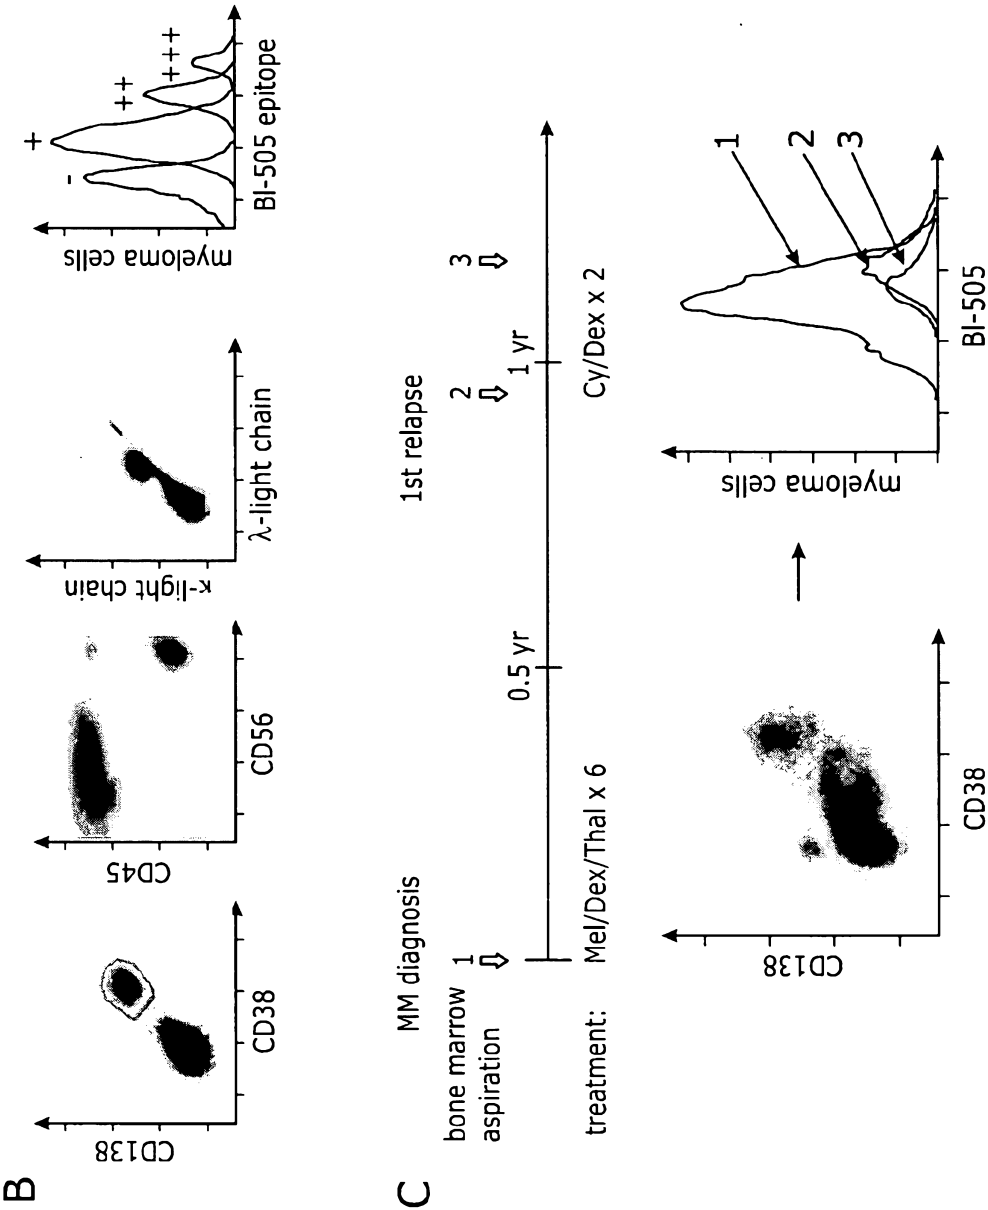 B
CD138
CD38
CD45
CD56
κ-light chain
λ-light chain
myeloma cells
BI-505 epitope
-
+
++
+++
C
MM diagnosis
1st relapse
bone marrow
aspiration
1
2
3
0.5 yr
1 yr
treatment:
Mel/Dex/Thal x 6
Cy/Dex x 2
CD138
CD38
myeloma cells
BI-505
1
2
3